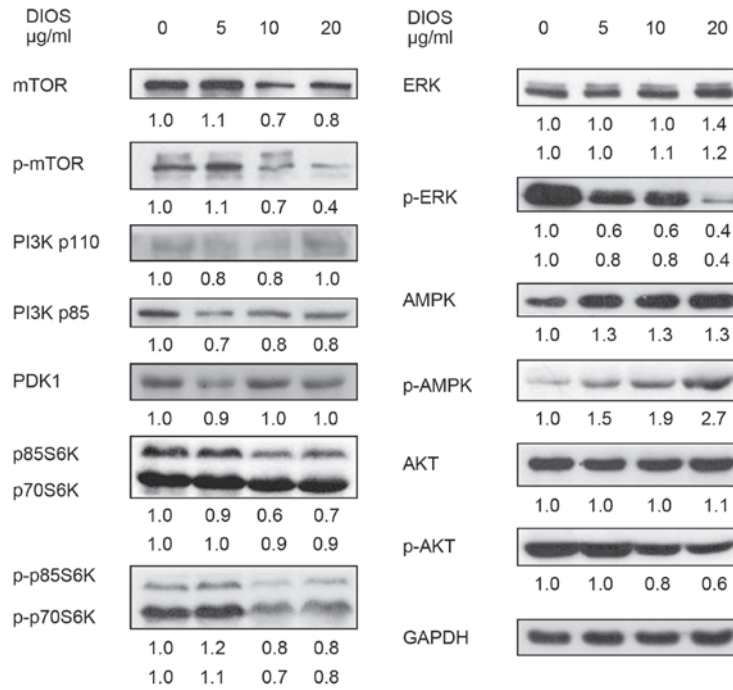 DIOS
µg/ml
0 5 10 20
mTOR
1.0 1.1 0.7 0.8
p-mTOR
1.0 1.1 0.7 0.4
PI3K p110
1.0 0.8 0.8 1.0
PI3K p85
1.0 0.7 0.8 0.8
PDK1
1.0 0.9 1.0 1.0
p85S6K
p70S6K
1.0 0.9 0.6 0.7
1.0 1.0 0.9 0.9
p-p85S6K
p-p70S6K
1.0 1.2 0.8 0.8
1.0 1.1 0.7 0.8
DIOS
µg/ml
0 5 10 20
ERK
1.0 1.0 1.0 1.4
1.0 1.0 1.1 1.2
p-ERK
1.0 0.6 0.6 0.4
1.0 0.8 0.8 0.4
AMPK
1.0 1.3 1.3 1.3
p-AMPK
1.0 1.5 1.9 2.7
AKT
1.0 1.0 1.0 1.1
p-AKT
1.0 1.0 0.8 0.6
GAPDH